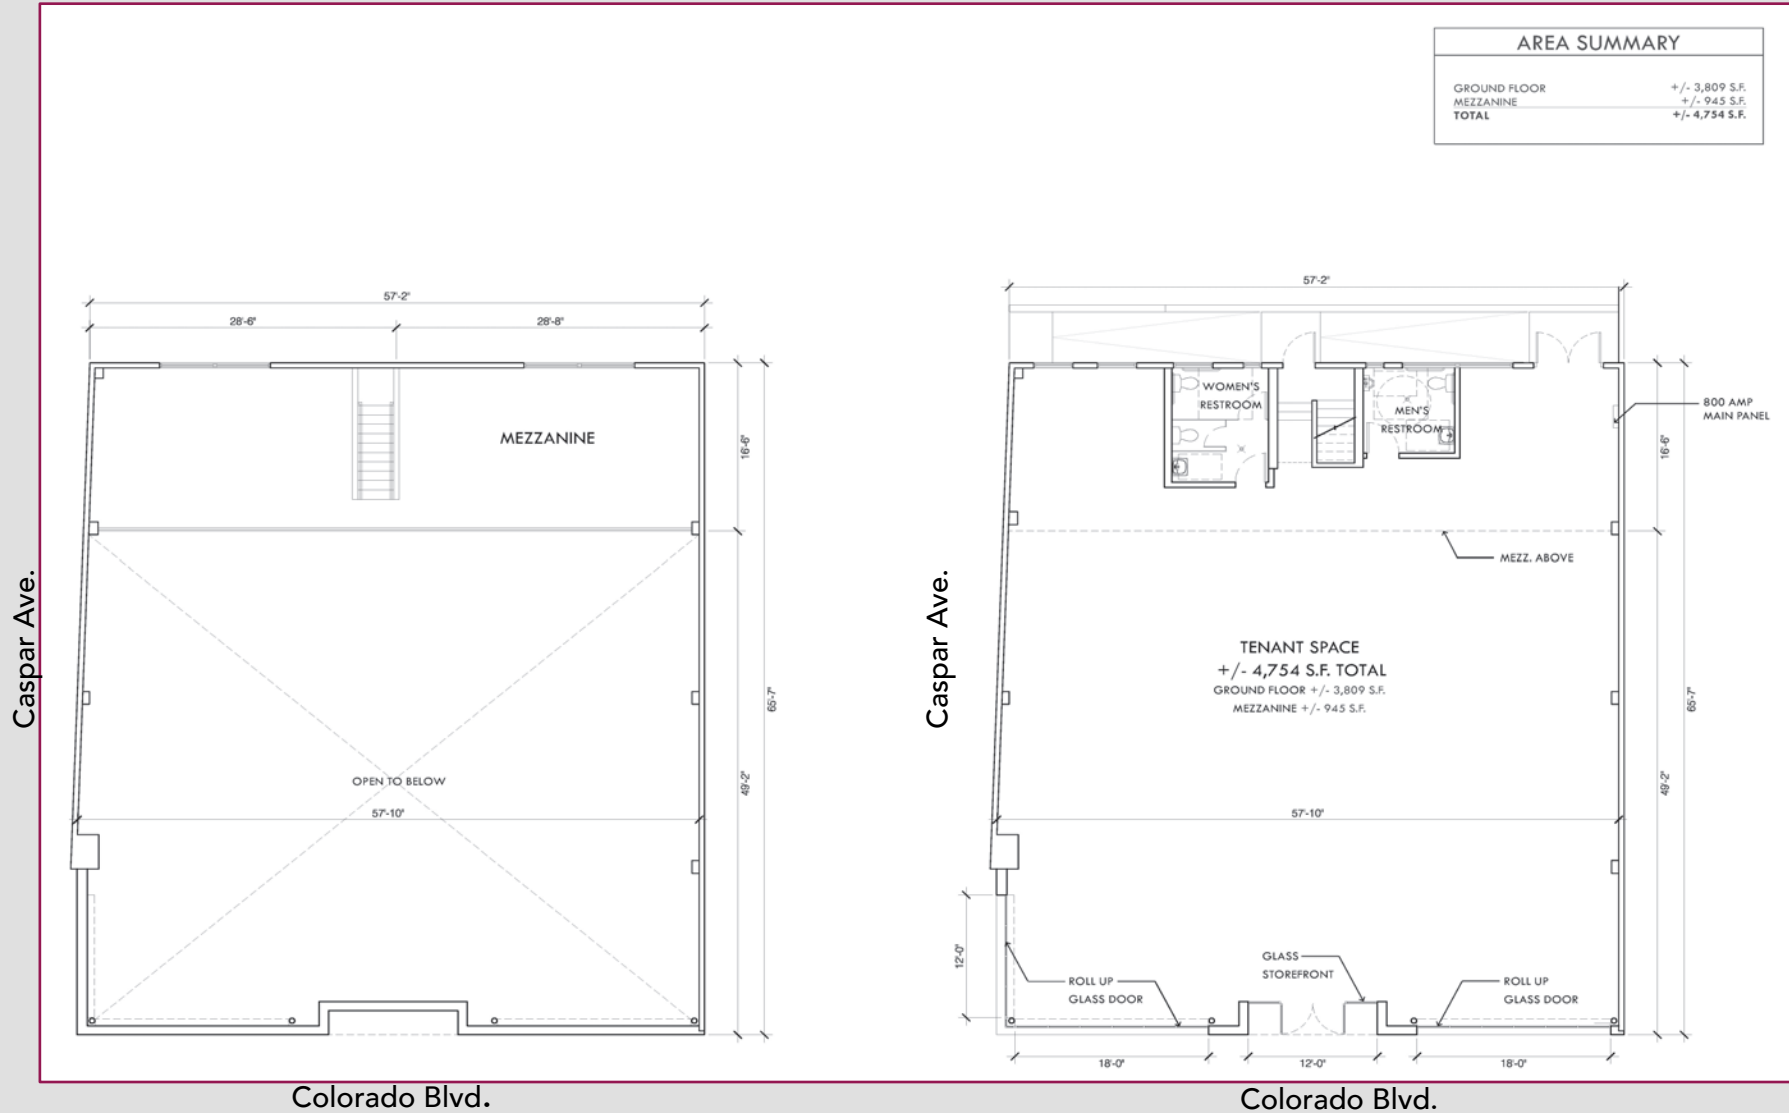 AREA SUMMARY
GROUND FLOOR +/- 3,809 S.F.
MEZZANINE +/- 945 S.F.
TOTAL +/- 4,754 S.F.
57'-2"
28'-6" 28'-8"
MEZZANINE
16'-6"
OPEN TO BELOW
57'-10"
49'-2"
65'-7"
Caspar Ave.
Colorado Blvd.
57'-2"
WOMEN'S
RESTROOM
MEN'S
RESTROOM
800 AMP
MAIN PANEL
16'-6"
MEZZ. ABOVE
TENANT SPACE
+/- 4,754 S.F. TOTAL
GROUND FLOOR +/- 3,809 S.F.
MEZZANINE +/- 945 S.F.
57'-10"
49'-2"
65'-7"
12'-0"
ROLL UP
GLASS DOOR
GLASS
STOREFRONT
ROLL UP
GLASS DOOR
18'-0" 12'-0" 18'-0"
Caspar Ave.
Colorado Blvd.